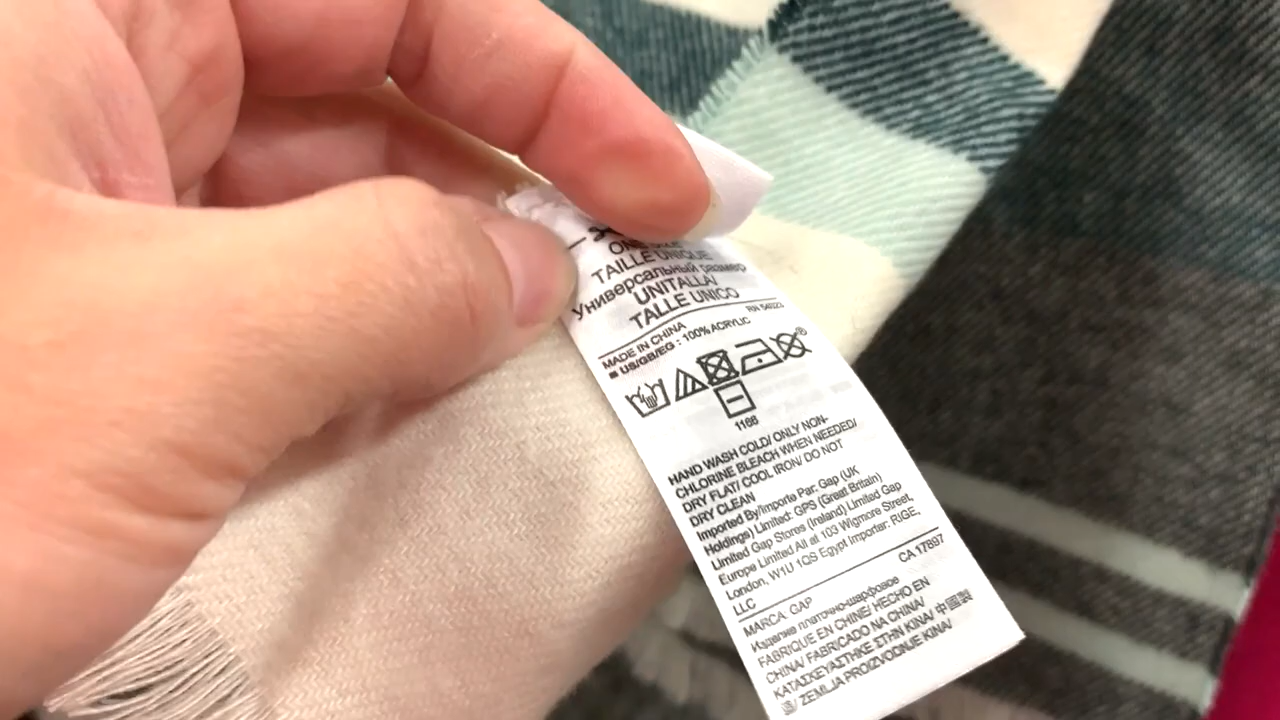 ONE SIZE
TAILLE UNIQUE
Универсальный размер
UNITALLA/
TALLE UNICO
RN 54023
MADE IN CHINA
■ US/GB/EG : 100% ACRYLIC
116B
HAND WASH COLD/ ONLY NON-
CHLORINE BLEACH WHEN NEEDED/
DRY FLAT/ COOL IRON/ DO NOT
DRY CLEAN
Imported By/Importe Par: Gap (UK
Holdings) Limited: GPS (Great Britain)
Limited Gap Stores (Ireland) Limited Gap
Europe Limited All at 103 Wigmore Street,
London, W1U 1QS Egypt Importer: RIGE,
LLC
CA 17897
MARCA: GAP
Изделие платочно-шарфовое
FABRIQUE EN CHINE/ HECHO EN
CHINA/ FABRICADO NA CHINA/
ΚΑΤΑΣΚΕΥΑΣΤΗΚΕ ΣΤΗΝ ΚΙΝΑ/ 中国製
/ ZEMLJA PROIZVODNJE KINA/